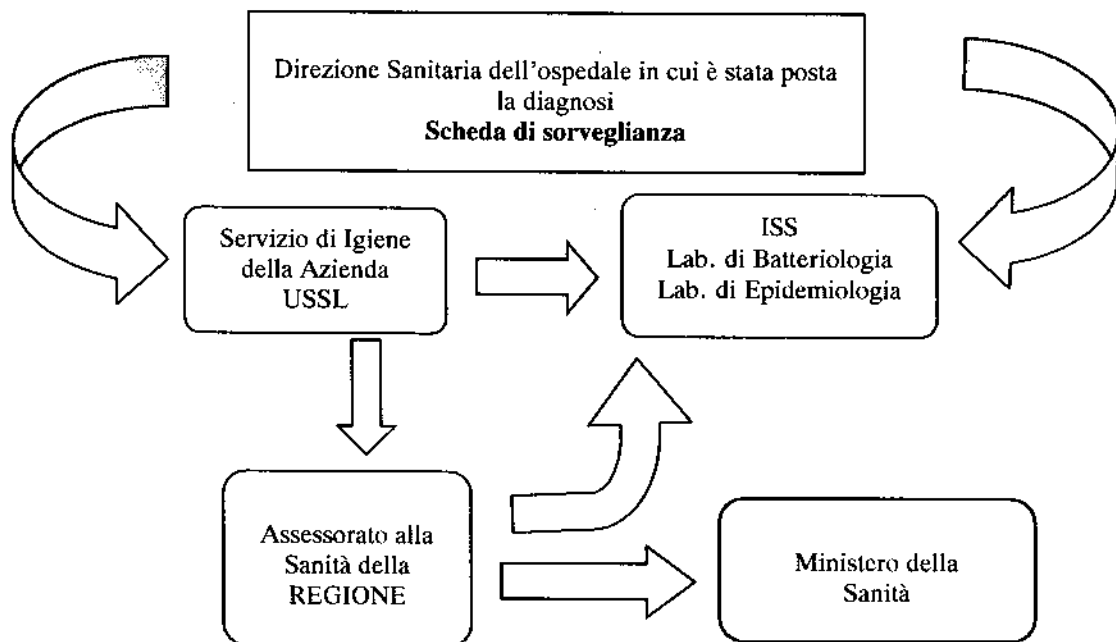 Direzione Sanitaria dell'ospedale in cui è stata posta
la diagnosi
Scheda di sorveglianza
Servizio di Igiene
della Azienda
USSL
ISS
Lab. di Batteriologia
Lab. di Epidemiologia
Assessorato alla
Sanità della
REGIONE
Ministero della
Sanità